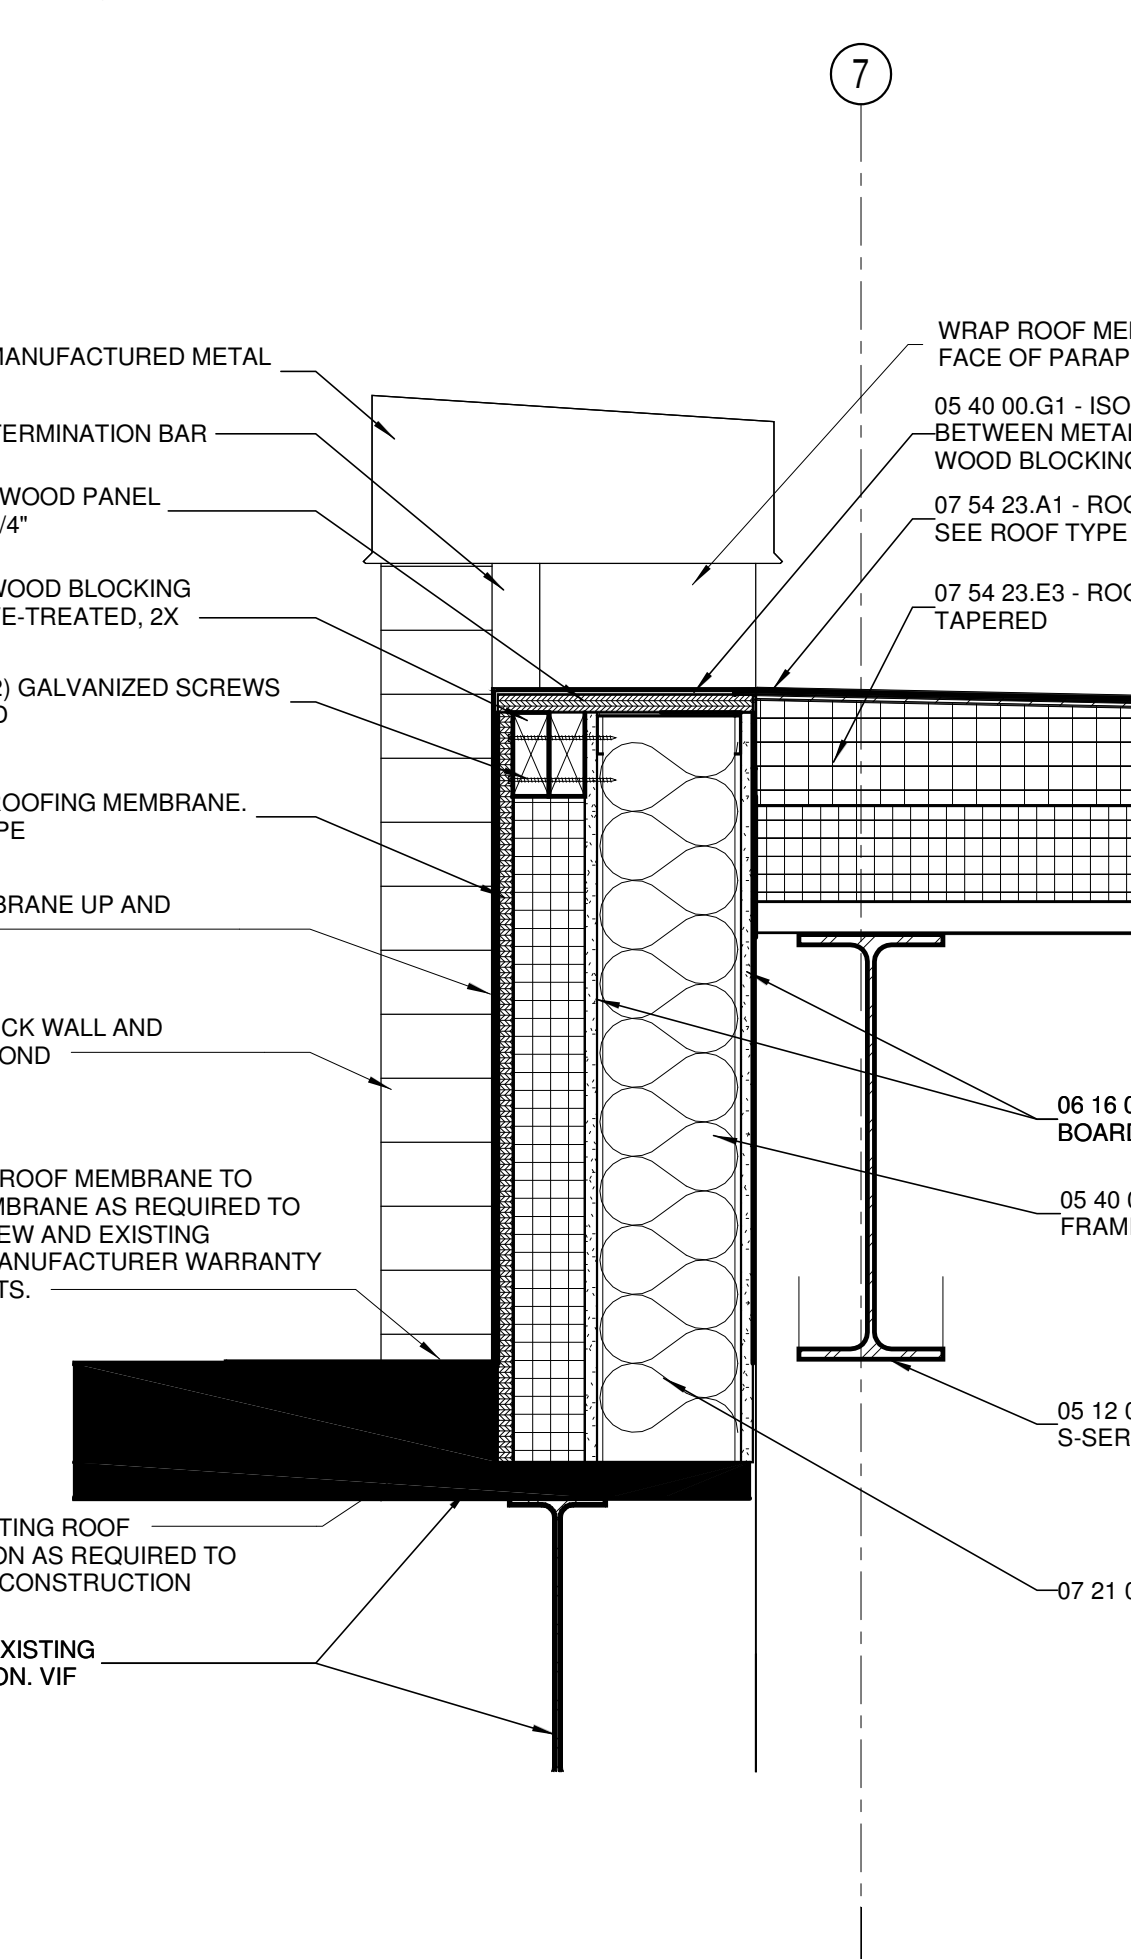 7
MANUFACTURED METAL
TERMINATION BAR
WOOD PANEL
/4"
WOOD BLOCKING
E-TREATED, 2X
2) GALVANIZED SCREWS
ROOFING MEMBRANE.
PE
BRANE UP AND
CK WALL AND
OND
ROOF MEMBRANE TO
MBRANE AS REQUIRED TO
EW AND EXISTING
MANUFACTURER WARRANTY
TS.
TING ROOF
ON AS REQUIRED TO
CONSTRUCTION
EXISTING
ON. VIF
WRAP ROOF MEM
FACE OF PARAP
05 40 00.G1 - ISO
BETWEEN METAL
WOOD BLOCKING
07 54 23.A1 - ROO
SEE ROOF TYPE
07 54 23.E3 - ROO
TAPERED
06 16 0
BOARD
05 40 0
FRAM
05 12 0
S-SER
07 21 0